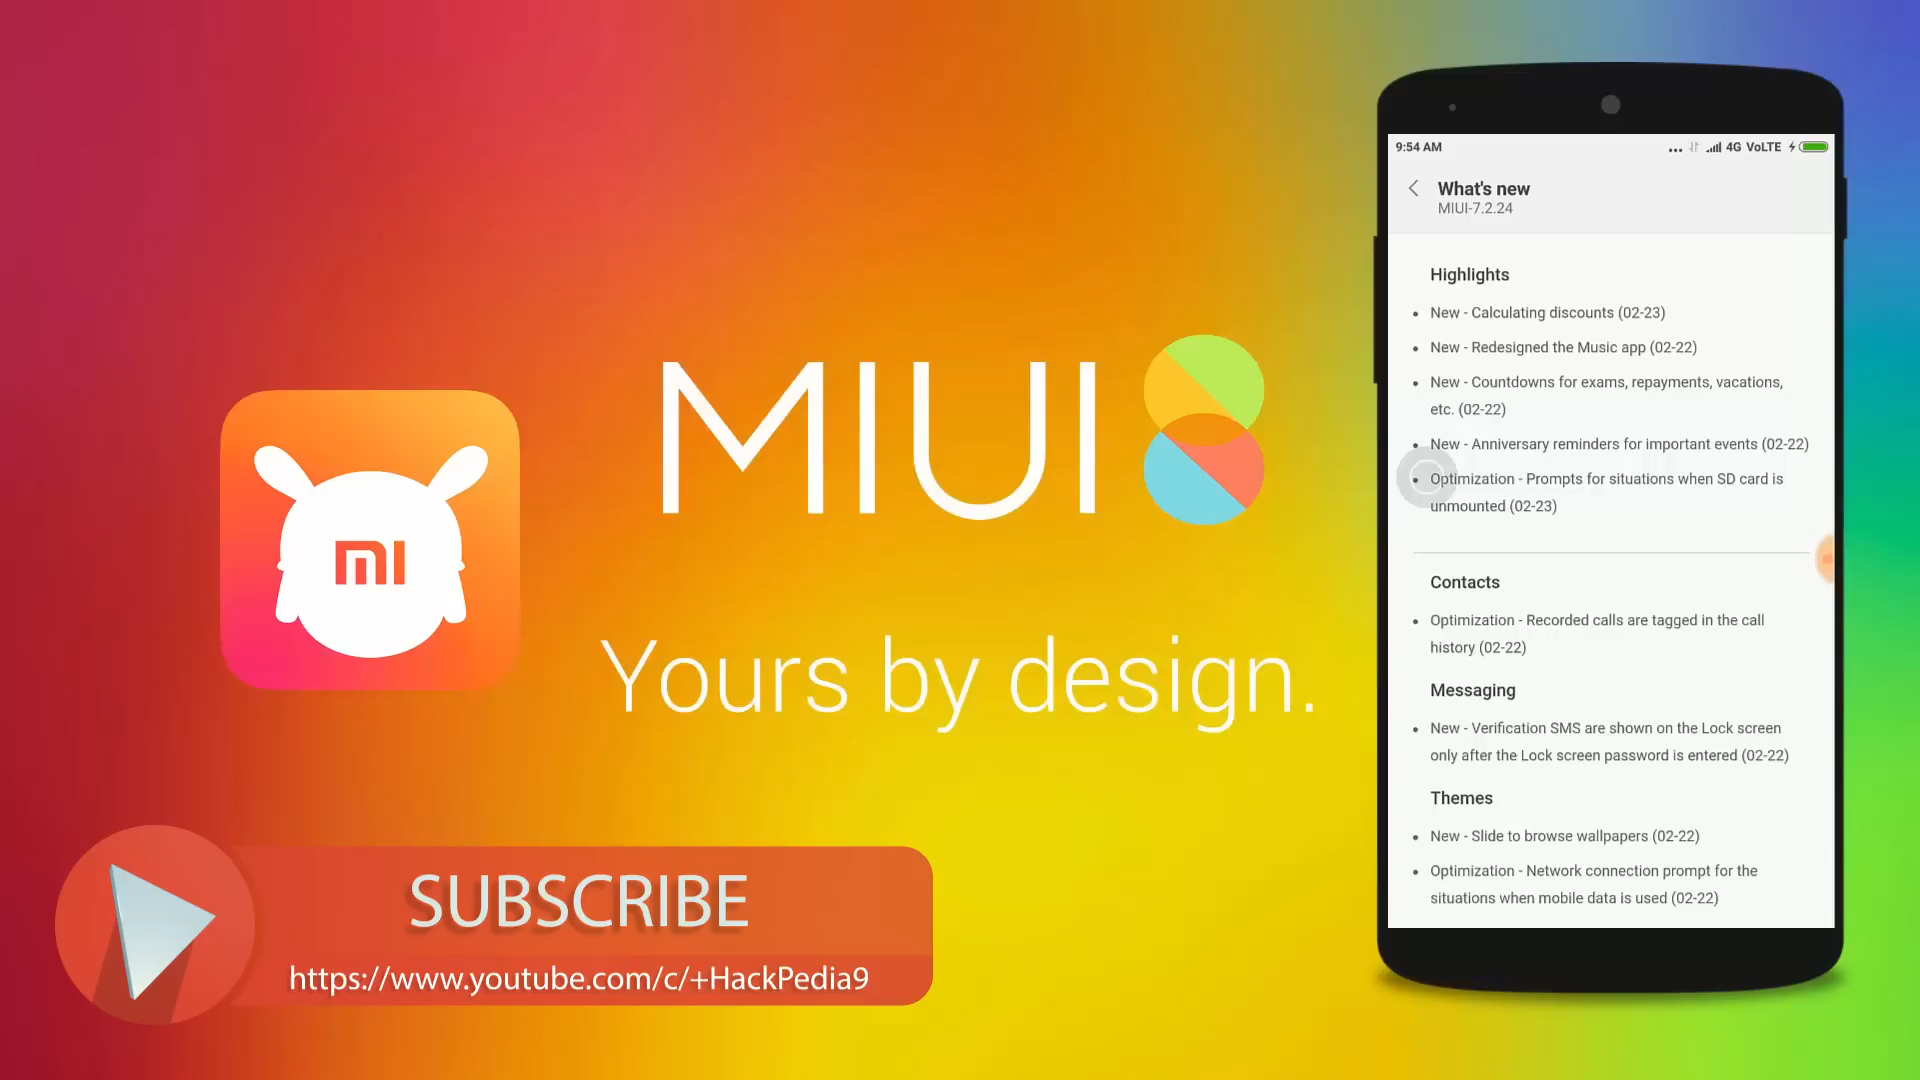 mi
MIUI 8
Yours by design.
SUBSCRIBE
https://www.youtube.com/c/+HackPedia9
9:54 AM
... 4G VoLTE
What's new
MIUI-7.2.24
Highlights
• New - Calculating discounts (02-23)
• New - Redesigned the Music app (02-22)
• New - Countdowns for exams, repayments, vacations,
etc. (02-22)
• New - Anniversary reminders for important events (02-22)
• Optimization - Prompts for situations when SD card is
unmounted (02-23)
Contacts
• Optimization - Recorded calls are tagged in the call
history (02-22)
Messaging
• New - Verification SMS are shown on the Lock screen
only after the Lock screen password is entered (02-22)
Themes
• New - Slide to browse wallpapers (02-22)
• Optimization - Network connection prompt for the
situations when mobile data is used (02-22)